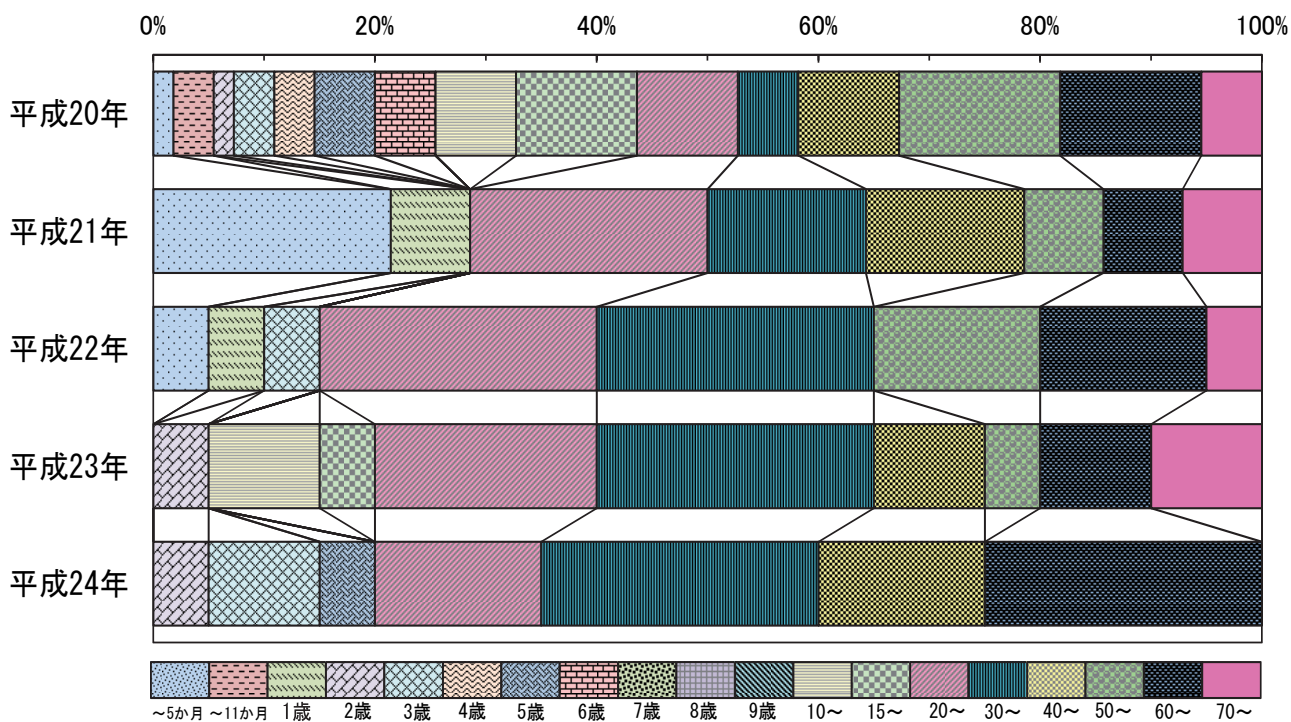 0% 20% 40% 60% 80% 100%
平成20年
平成21年
平成22年
平成23年
平成24年
～5か月 ～11か月 1歳 2歳 3歳 4歳 5歳 6歳 7歳 8歳 9歳 10～ 15～ 20～ 30～ 40～ 50～ 60～ 70～